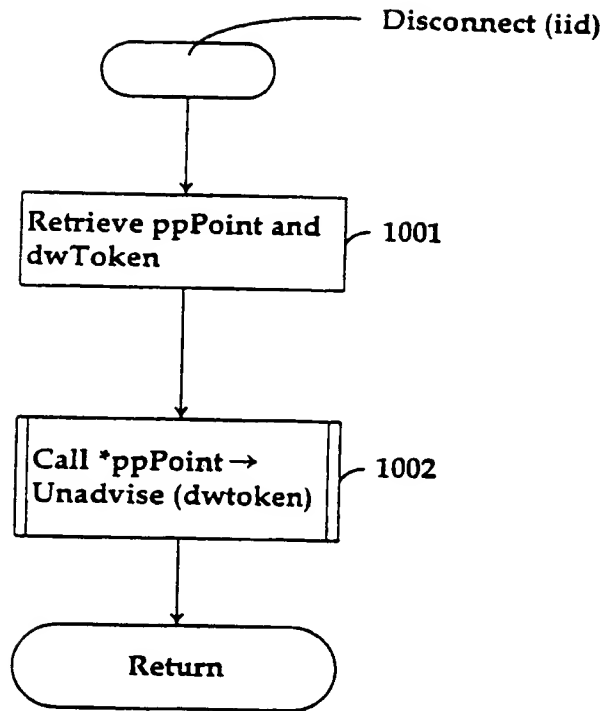 Disconnect (iid)
Retrieve ppPoint and
dwToken
1001
Call *ppPoint →
Unadvise (dwtoken)
1002
Return